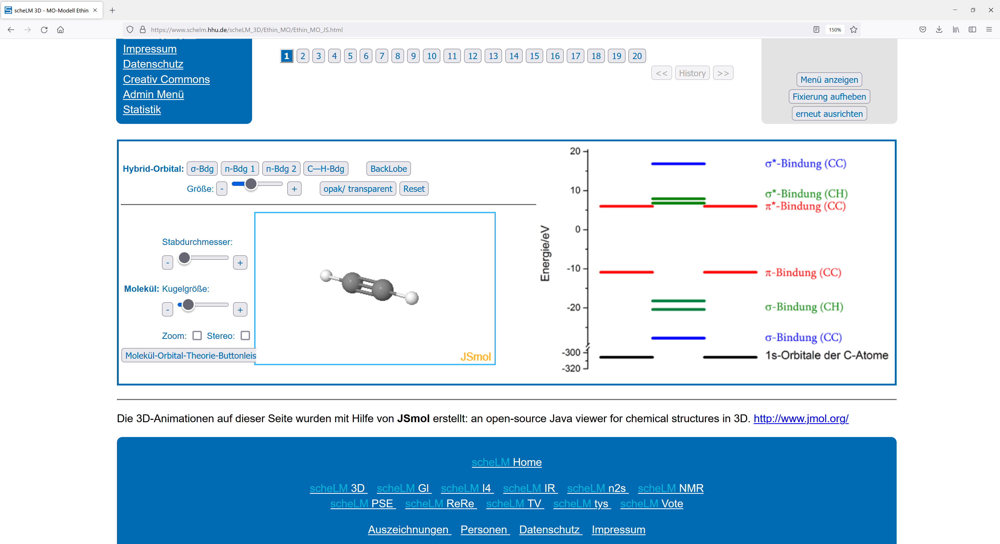 scheLM 3D - MO-Modell Ethin
https://www.schelm.hhu.de/scheLM_3D/Ethin_MO/Ethin_MO_JS.html
150%
Impressum
Datenschutz
Creativ Commons
Admin Menü
Statistik
1 2 3 4 5 6 7 8 9 10 11 12 13 14 15 16 17 18 19 20
<< History >>
Menü anzeigen
Fixierung aufheben
erneut ausrichten
Hybrid-Orbital: σ-Bdg π-Bdg 1 π-Bdg 2 C—H-Bdg BackLobe
Größe: - + opak/ transparent Reset
Stabdurchmesser:
- +
Molekül: Kugelgröße:
- +
Zoom: Stereo:
Molekül-Orbital-Theorie-Buttonleis
JSmol
Energie/eV
20
10
0
-10
-20
-300
-320
σ*-Bindung (CC)
σ*-Bindung (CH)
π*-Bindung (CC)
π-Bindung (CC)
σ-Bindung (CH)
σ-Bindung (CC)
1s-Orbitale der C-Atome
Die 3D-Animationen auf dieser Seite wurden mit Hilfe von JSmol erstellt: an open-source Java viewer for chemical structures in 3D. http://www.jmol.org/
scheLM Home
scheLM 3D scheLM Gl scheLM I4 scheLM IR scheLM n2s scheLM NMR
scheLM PSE scheLM ReRe scheLM TV scheLM tys scheLM Vote
Auszeichnungen Personen Datenschutz Impressum